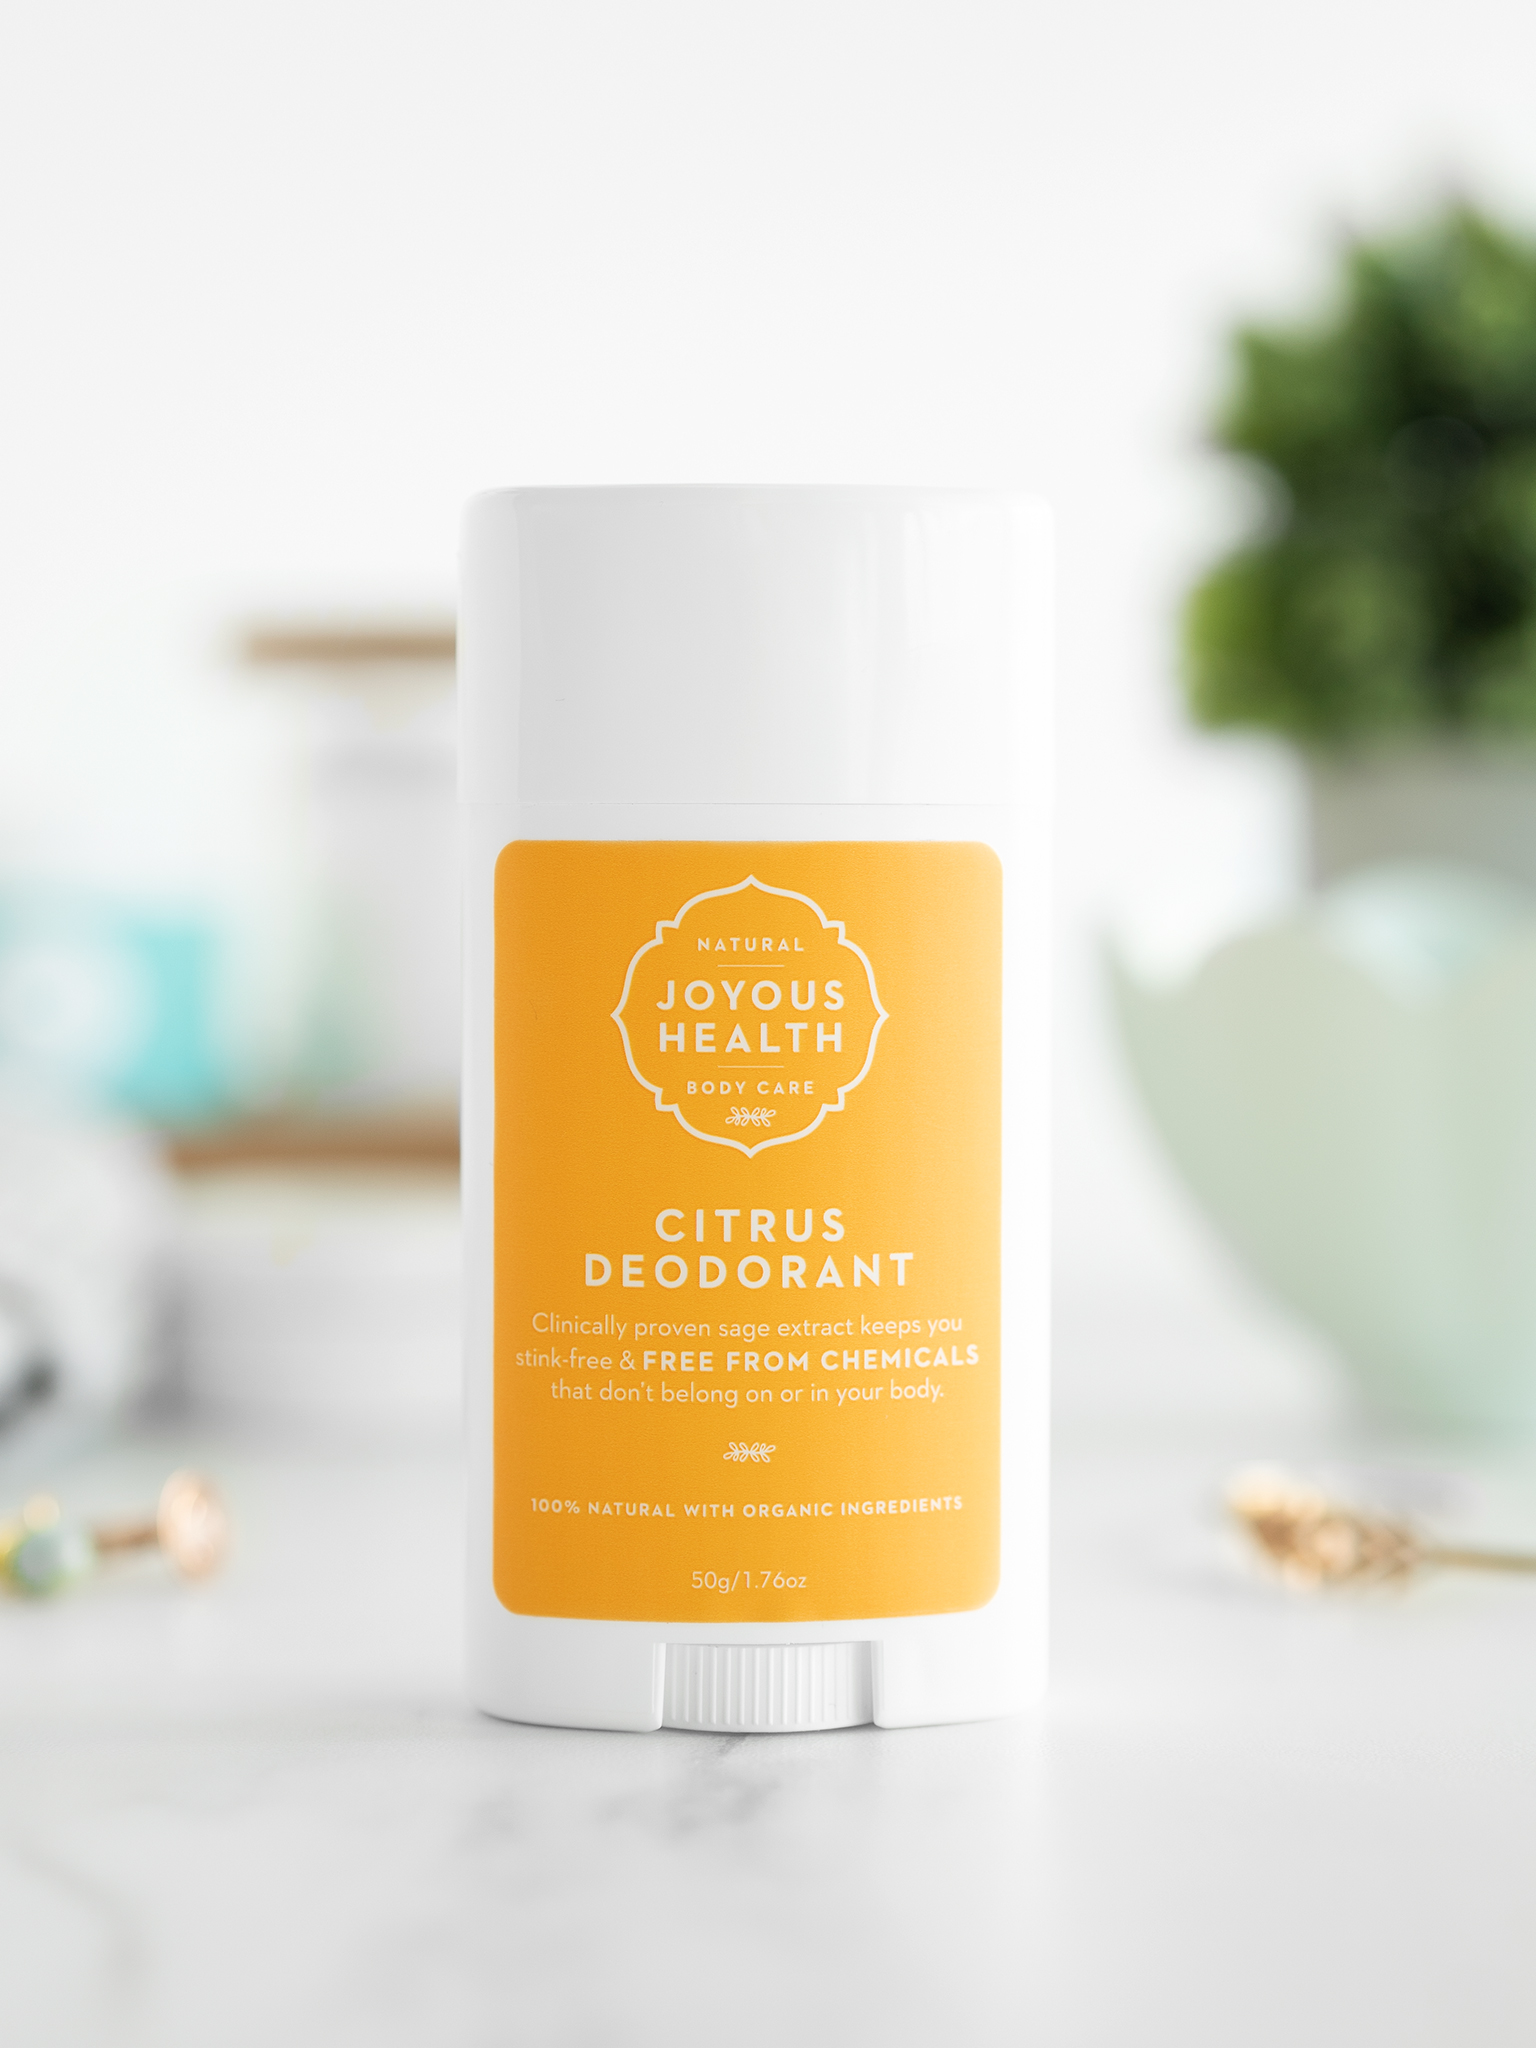 NATURAL
JOYOUS
HEALTH
BODY CARE
CITRUS
DEODORANT
Clinically proven sage extract keeps you
stink-free & FREE FROM CHEMICALS
that don't belong on or in your body.
100% NATURAL WITH ORGANIC INGREDIENTS
50g/1.76oz